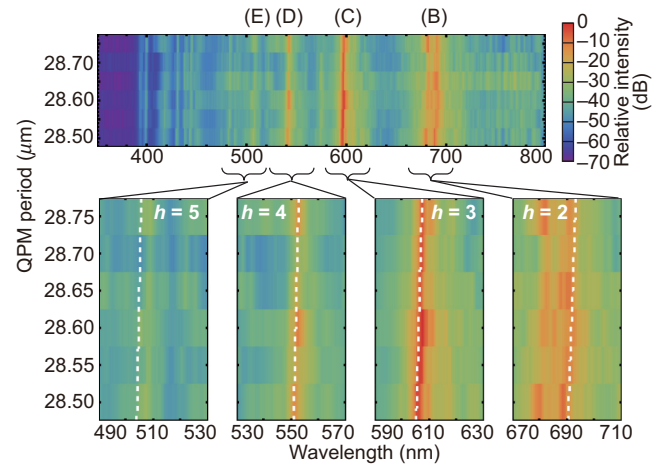 (E) (D) (C) (B)
QPM period (μm)
28.70
28.60
28.50
400 500 600 700 800
0
−10
−20
−30
−40
−50
−60
−70
Relative intensity
(dB)
28.75
28.70
28.65
28.60
28.55
28.50
h = 5 h = 4 h = 3 h = 2
490 510 530 530 550 570 590 610 630 670 690 710
Wavelength (nm)